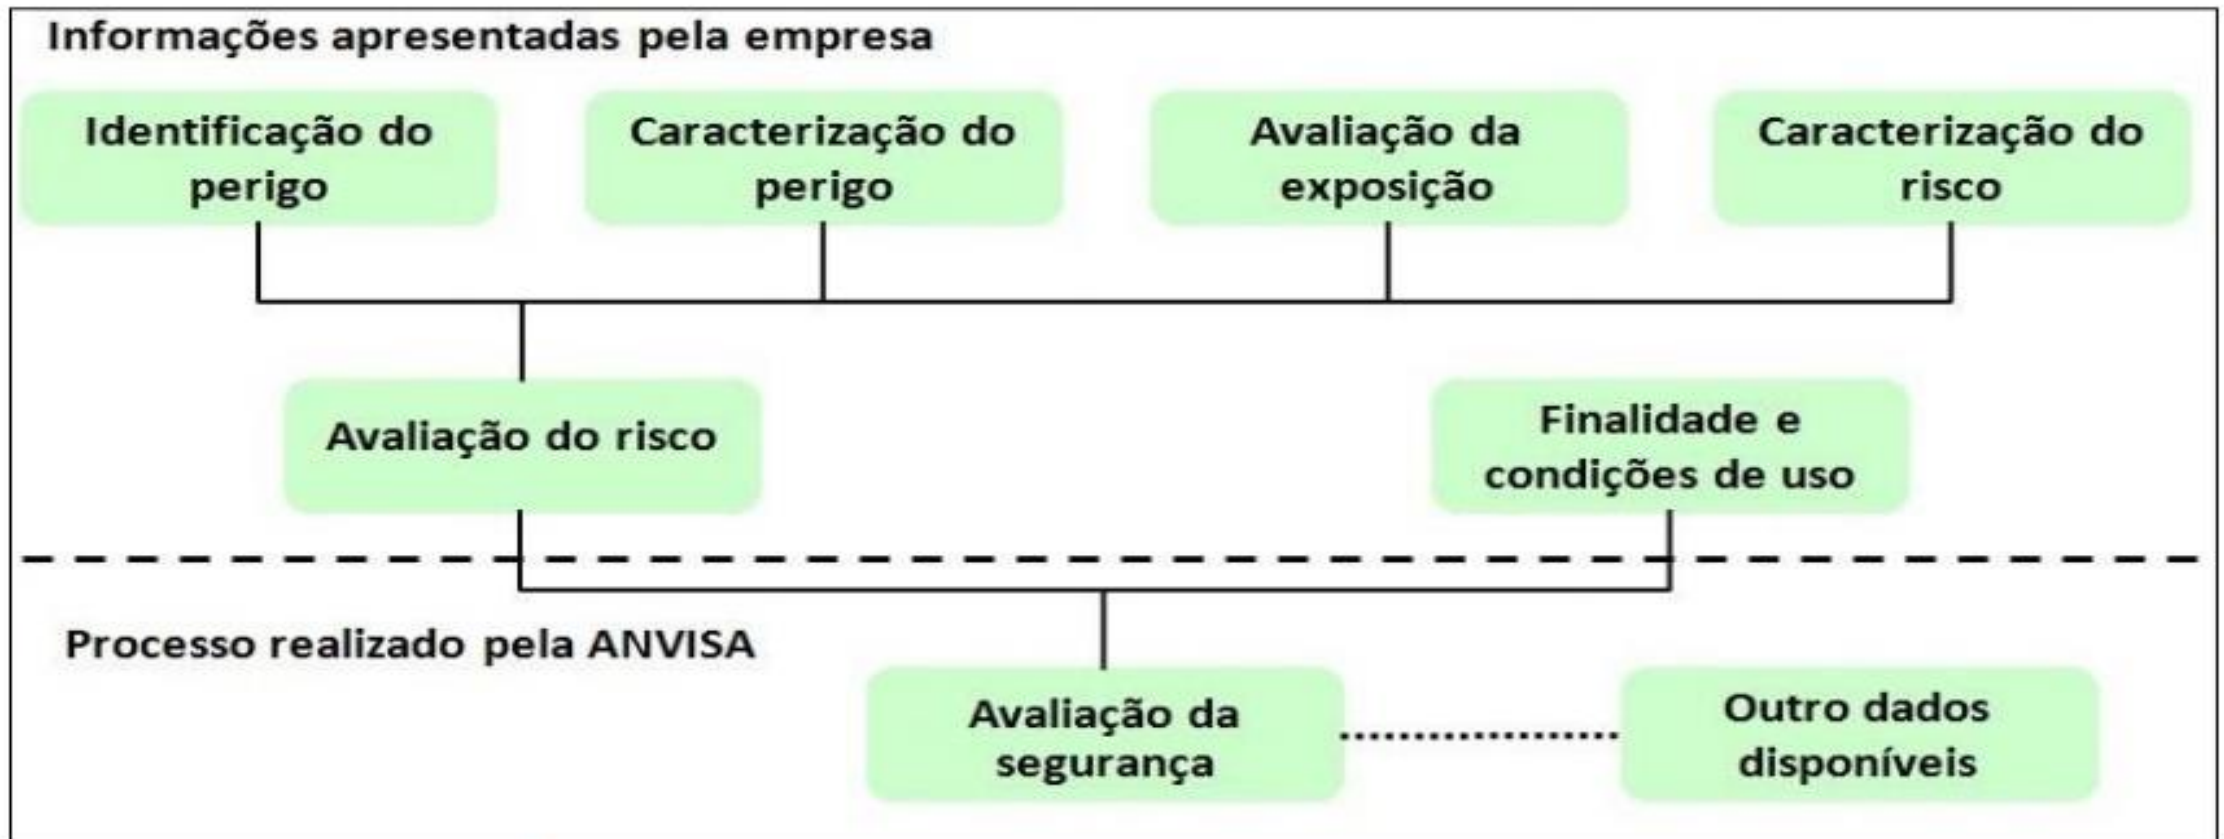 Informações apresentadas pela empresa
Identificação do
perigo
Caracterização do
perigo
Avaliação da
exposição
Caracterização do
risco
Avaliação do risco
Finalidade e
condições de uso
Processo realizado pela ANVISA
Avaliação da
segurança
Outro dados
disponíveis